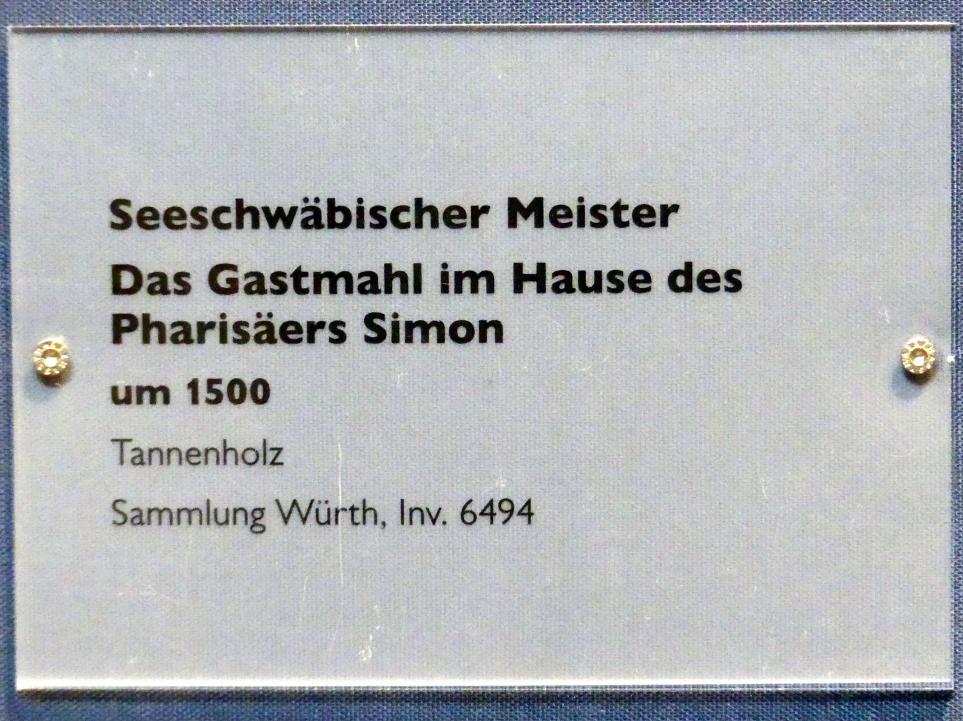 Seeschwäbischer Meister
Das Gastmahl im Hause des
Pharisäers Simon
um 1500
Tannenholz
Sammlung Würth, Inv. 6494